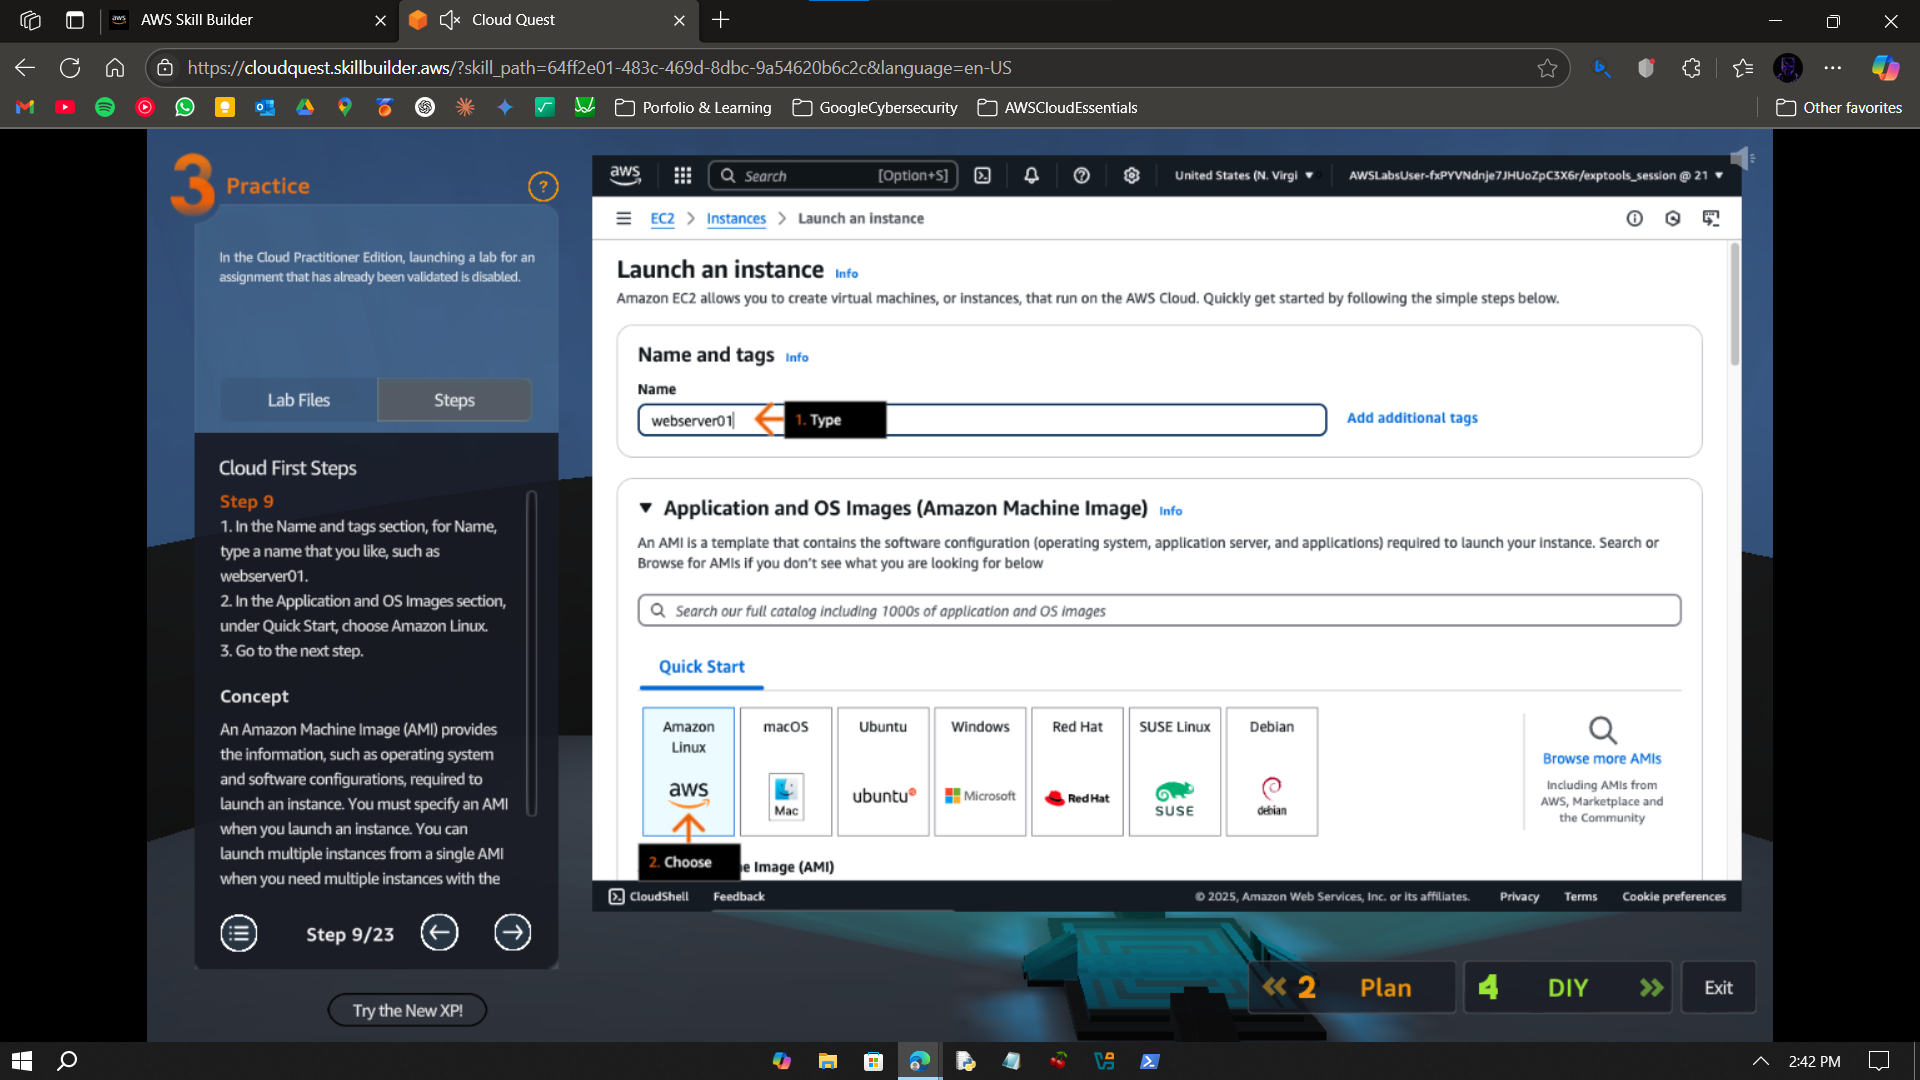 AWS Skill Builder
Cloud Quest
https://cloudquest.skillbuilder.aws/?skill_path=64ff2e01-483c-469d-8dbc-9a54620b6c2c&language=en-US
Porfolio & Learning
GoogleCybersecurity
AWSCloudEssentials
Other favorites
3 Practice
?
In the Cloud Practitioner Edition, launching a lab for an
assignment that has already been validated is disabled.
Lab Files
Steps
Cloud First Steps
Step 9
1. In the Name and tags section, for Name,
type a name that you like, such as
webserver01.
2. In the Application and OS Images section,
under Quick Start, choose Amazon Linux.
3. Go to the next step.
Concept
An Amazon Machine Image (AMI) provides
the information, such as operating system
and software configurations, required to
launch an instance. You must specify an AMI
when you launch an instance. You can
launch multiple instances from a single AMI
when you need multiple instances with the
Step 9/23
Try the New XP!
aws
Search
[Option+S]
United States (N. Virgi
AWSLabsUser-fxPYVNdnje7JHUoZpC3X6r/exptools_session @ 21
EC2
Instances
Launch an instance
Launch an instance Info
Amazon EC2 allows you to create virtual machines, or instances, that run on the AWS Cloud. Quickly get started by following the simple steps below.
Name and tags Info
Name
webserver01
1. Type
Add additional tags
Application and OS Images (Amazon Machine Image) Info
An AMI is a template that contains the software configuration (operating system, application server, and applications) required to launch your instance. Search or
Browse for AMIs if you don't see what you are looking for below
Search our full catalog including 1000s of application and OS images
Quick Start
Amazon
Linux
aws
macOS
Mac
Ubuntu
ubuntu
Windows
Microsoft
Red Hat
Red Hat
SUSE Linux
SUSE
Debian
debian
Browse more AMIs
Including AMIs from
AWS, Marketplace and
the Community
2. Choose
e Image (AMI)
CloudShell
Feedback
© 2025, Amazon Web Services, Inc. or its affiliates.
Privacy
Terms
Cookie preferences
2 Plan
4 DIY
Exit
2:42 PM